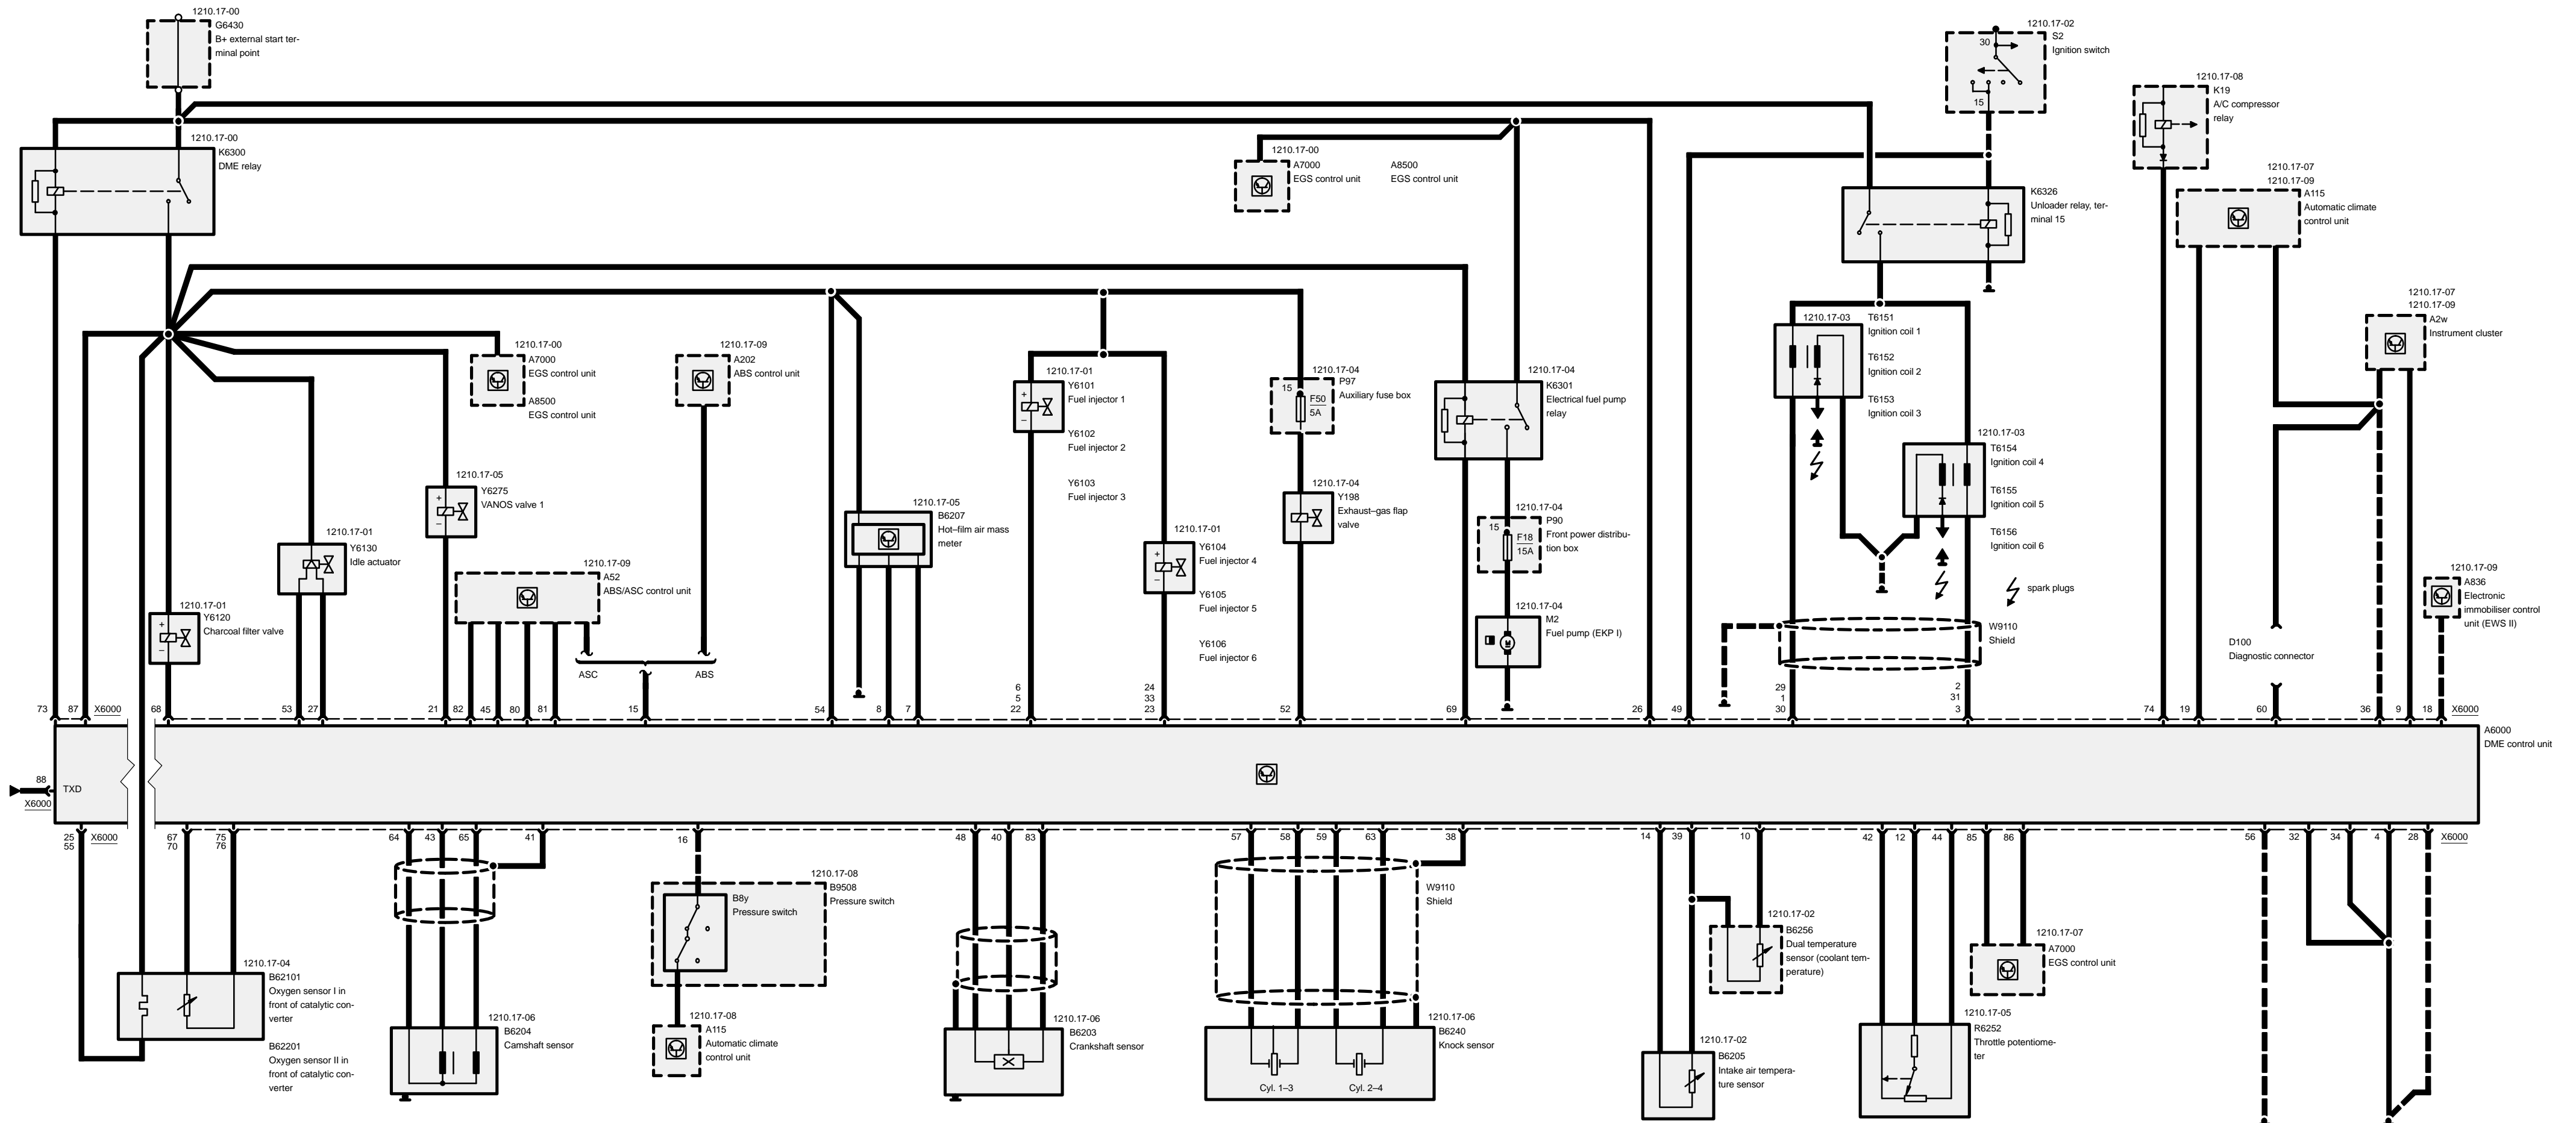 1210.17-00
G6430
B+ external start ter-
minal point
1210.17-02
S2
Ignition switch
30
15
1210.17-08
K19
A/C compressor
relay
1210.17-00
K6300
DME relay
1210.17-00
A7000
EGS control unit
A8500
EGS control unit
K6326
Unloader relay, ter-
minal 15
1210.17-07
1210.17-09
A115
Automatic climate
control unit
1210.17-07
1210.17-09
A2w
Instrument cluster
1210.17-00
A7000
EGS control unit
A8500
EGS control unit
1210.17-09
A202
ABS control unit
1210.17-01
Y6101
Fuel injector 1
Y6102
Fuel injector 2
Y6103
Fuel injector 3
+
–
1210.17-04
P97
Auxiliary fuse box
15
F50
5A
1210.17-04
K6301
Electrical fuel pump
relay
1210.17-03
T6151
Ignition coil 1
T6152
Ignition coil 2
T6153
Ignition coil 3
1210.17-03
T6154
Ignition coil 4
T6155
Ignition coil 5
T6156
Ignition coil 6
spark plugs
1210.17-05
Y6275
VANOS valve 1
+
–
1210.17-01
Y6130
Idle actuator
1210.17-01
Y6120
Charcoal filter valve
+
–
1210.17-09
A52
ABS/ASC control unit
ASC
ABS
1210.17-05
B6207
Hot–film air mass
meter
1210.17-01
Y6104
Fuel injector 4
Y6105
Fuel injector 5
Y6106
Fuel injector 6
+
–
1210.17-04
Y198
Exhaust–gas flap
valve
1210.17-04
P90
Front power distribu-
tion box
15
F18
15A
1210.17-04
M2
Fuel pump (EKP I)
M
W9110
Shield
D100
Diagnostic connector
1210.17-09
A836
Electronic
immobiliser control
unit (EWS II)
6
5
22
24
33
23
29
1
30
2
31
3
73
87
X6000
68
53
27
21
82
45
80
81
15
54
8
7
52
69
26
49
74
19
60
36
9
18
X6000
A6000
DME control unit
88
X6000
TXD
25
55
X6000
67
70
75
76
64
43
65
41
16
48
40
83
57
58
59
63
38
14
39
10
42
12
44
85
86
56
32
34
4
28
X6000
1210.17-04
B62101
Oxygen sensor I in
front of catalytic con-
verter
B62201
Oxygen sensor II in
front of catalytic con-
verter
1210.17-06
B6204
Camshaft sensor
1210.17-08
B9508
Pressure switch
B8y
Pressure switch
1210.17-08
A115
Automatic climate
control unit
1210.17-06
B6203
Crankshaft sensor
W9110
Shield
1210.17-06
B6240
Knock sensor
Cyl. 1–3
Cyl. 2–4
1210.17-02
B6256
Dual temperature
sensor (coolant tem-
perature)
1210.17-02
B6205
Intake air tempera-
ture sensor
1210.17-07
A7000
EGS control unit
1210.17-05
R6252
Throttle potentiome-
ter